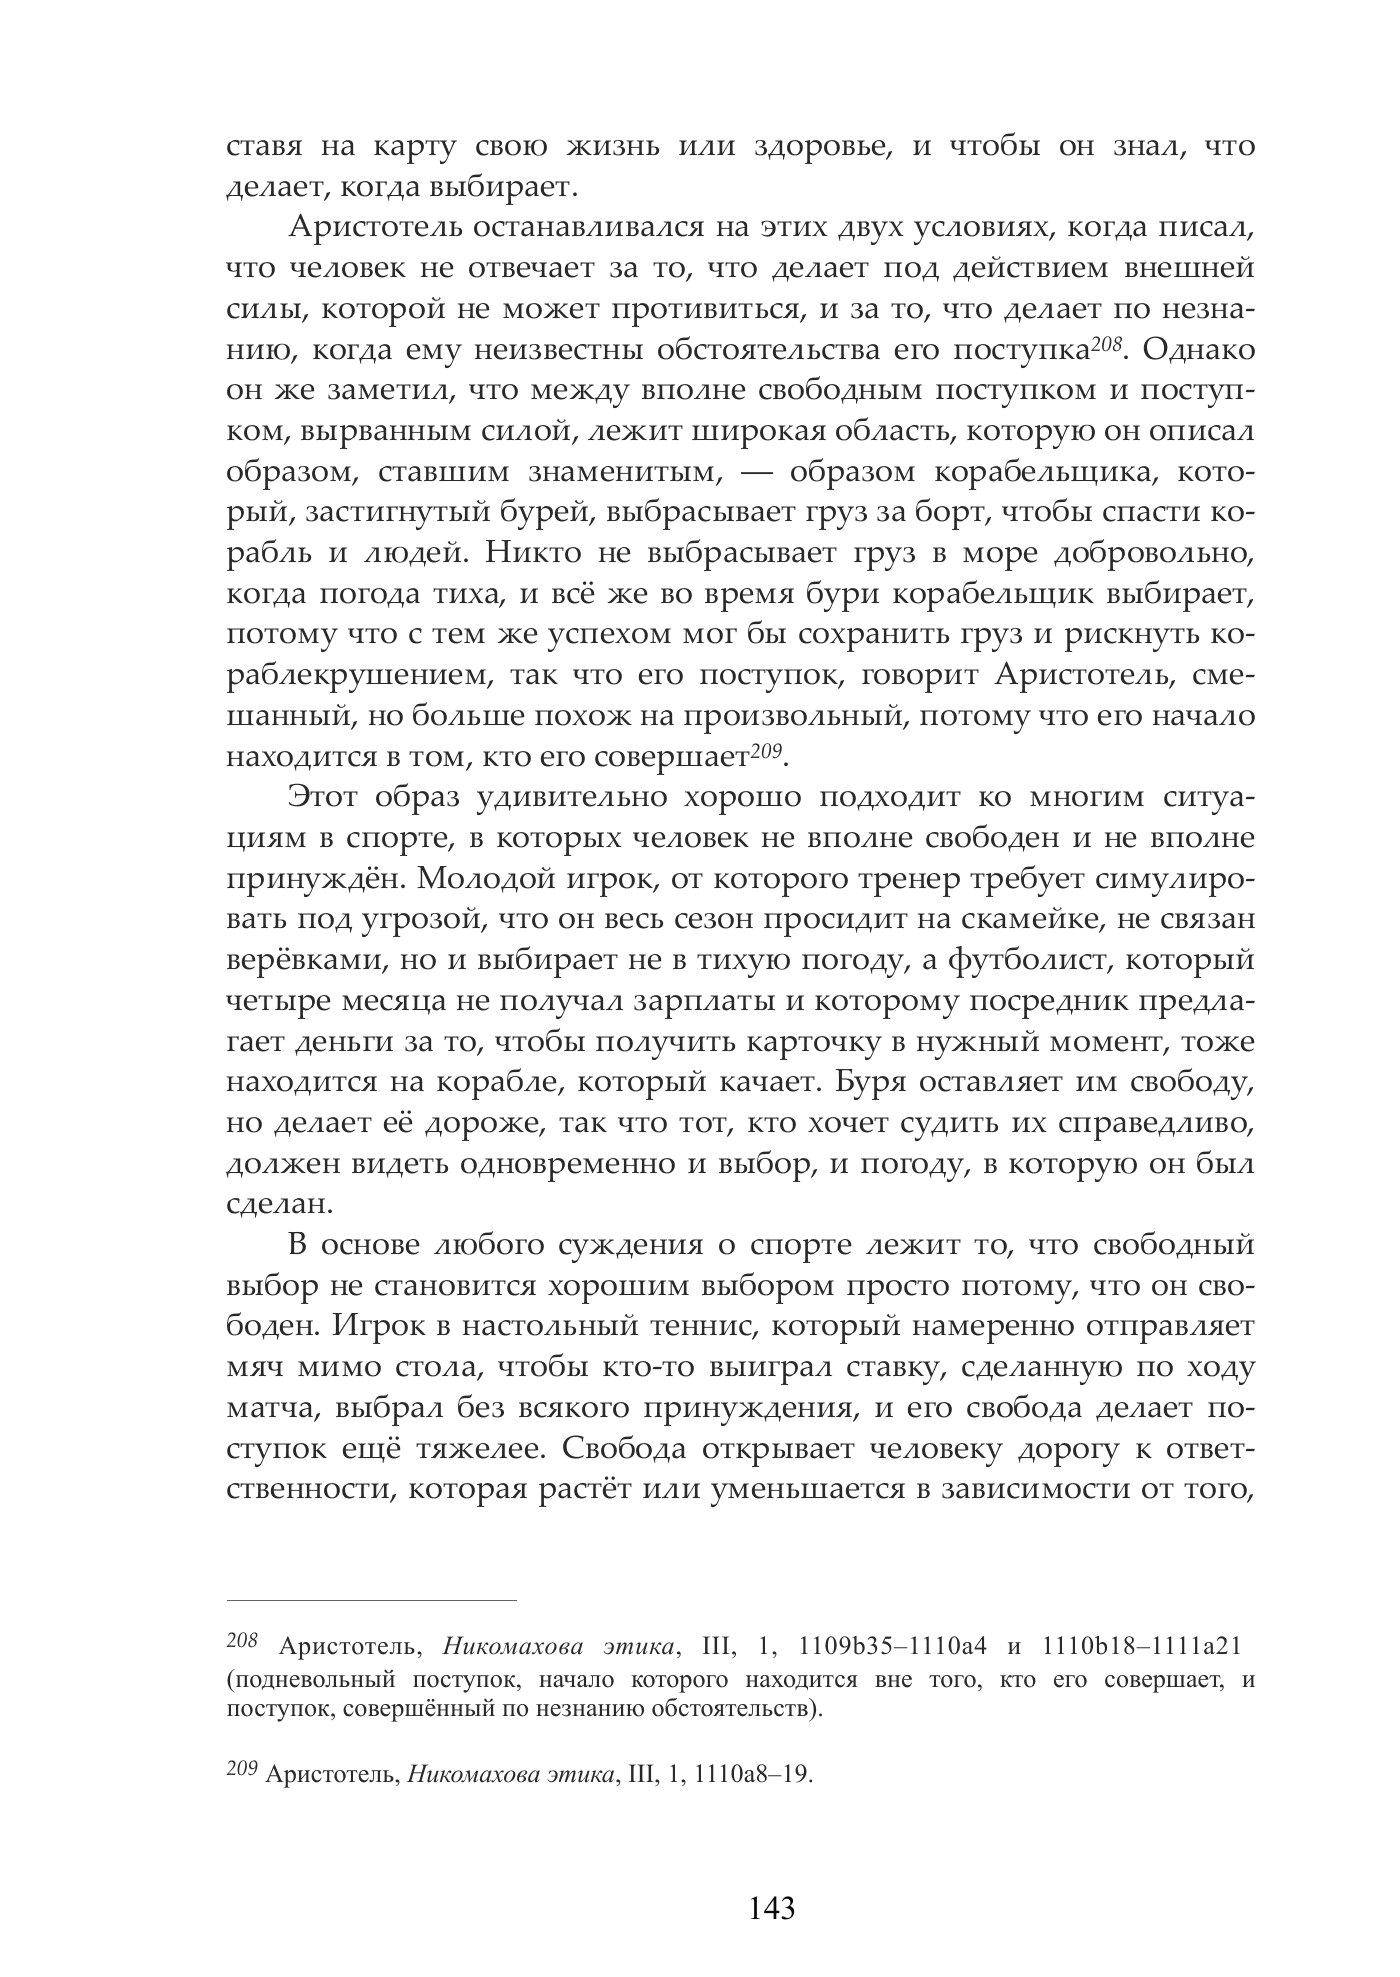 ставя на карту свою жизнь или здоровье, и чтобы он знал, что
делает, когда выбирает.
Аристотель останавливался на этих двух условиях, когда писал,
что человек не отвечает за то, что делает под действием внешней
силы, которой не может противиться, и за то, что делает по незна-
нию, когда ему неизвестны обстоятельства его поступка208. Однако
он же заметил, что между вполне свободным поступком и поступ-
ком, вырванным силой, лежит широкая область, которую он описал
образом, ставшим знаменитым, — образом корабельщика, кото-
рый, застигнутый бурей, выбрасывает груз за борт, чтобы спасти ко-
рабль и людей. Никто не выбрасывает груз в море добровольно,
когда погода тиха, и всё же во время бури корабельщик выбирает,
потому что с тем же успехом мог бы сохранить груз и рискнуть ко-
раблекрушением, так что его поступок, говорит Аристотель, сме-
шанный, но больше похож на произвольный, потому что его начало
находится в том, кто его совершает209.
Этот образ удивительно хорошо подходит ко многим ситуа-
циям в спорте, в которых человек не вполне свободен и не вполне
принуждён. Молодой игрок, от которого тренер требует симулиро-
вать под угрозой, что он весь сезон просидит на скамейке, не связан
верёвками, но и выбирает не в тихую погоду, а футболист, который
четыре месяца не получал зарплаты и которому посредник предла-
гает деньги за то, чтобы получить карточку в нужный момент, тоже
находится на корабле, который качает. Буря оставляет им свободу,
но делает её дороже, так что тот, кто хочет судить их справедливо,
должен видеть одновременно и выбор, и погоду, в которую он был
сделан.
В основе любого суждения о спорте лежит то, что свободный
выбор не становится хорошим выбором просто потому, что он сво-
боден. Игрок в настольный теннис, который намеренно отправляет
мяч мимо стола, чтобы кто-то выиграл ставку, сделанную по ходу
матча, выбрал без всякого принуждения, и его свобода делает по-
ступок ещё тяжелее. Свобода открывает человеку дорогу к ответ-
ственности, которая растёт или уменьшается в зависимости от того,
208 Аристотель, Никомахова этика, III, 1, 1109b35–1110a4 и 1110b18–1111a21
(подневольный поступок, начало которого находится вне того, кто его совершает, и
поступок, совершённый по незнанию обстоятельств).
209 Аристотель, Никомахова этика, III, 1, 1110a8–19.
143